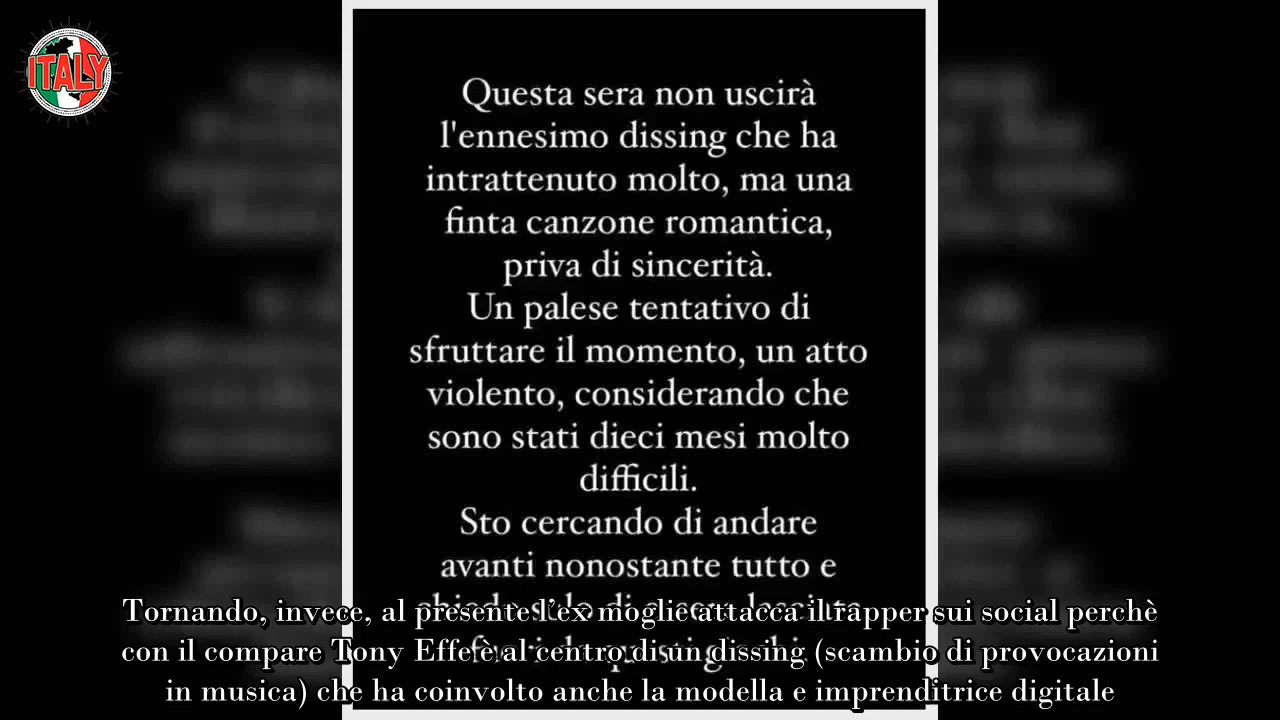 ITALY
Questa sera non uscirà
l'ennesimo dissing che ha
intrattenuto molto, ma una
finta canzone romantica,
priva di sincerità.
Un palese tentativo di
sfruttare il momento, un atto
violento, considerando che
sono stati dieci mesi molto
difficili.
Sto cercando di andare
avanti nonostante tutto e
Tornando, invece, al presente l'ex moglie attacca il trapper sui social perchè
con il compare Tony Effe è al centro di un dissing (scambio di provocazioni
in musica) che ha coinvolto anche la modella e imprenditrice digitale